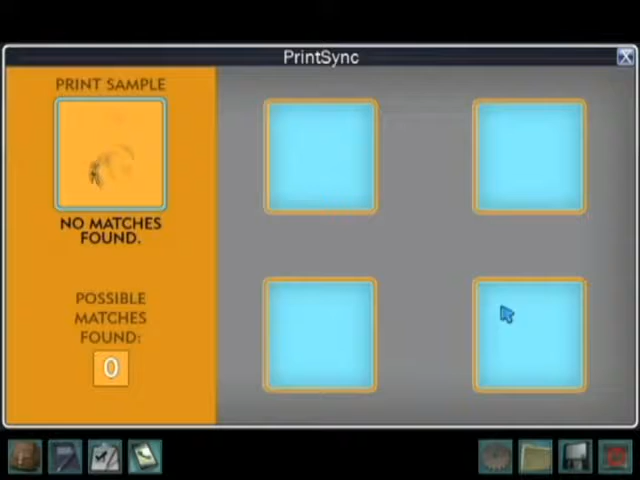 PrintSync
X
PRINT SAMPLE
NO MATCHES
FOUND.
POSSIBLE
MATCHES
FOUND:
0